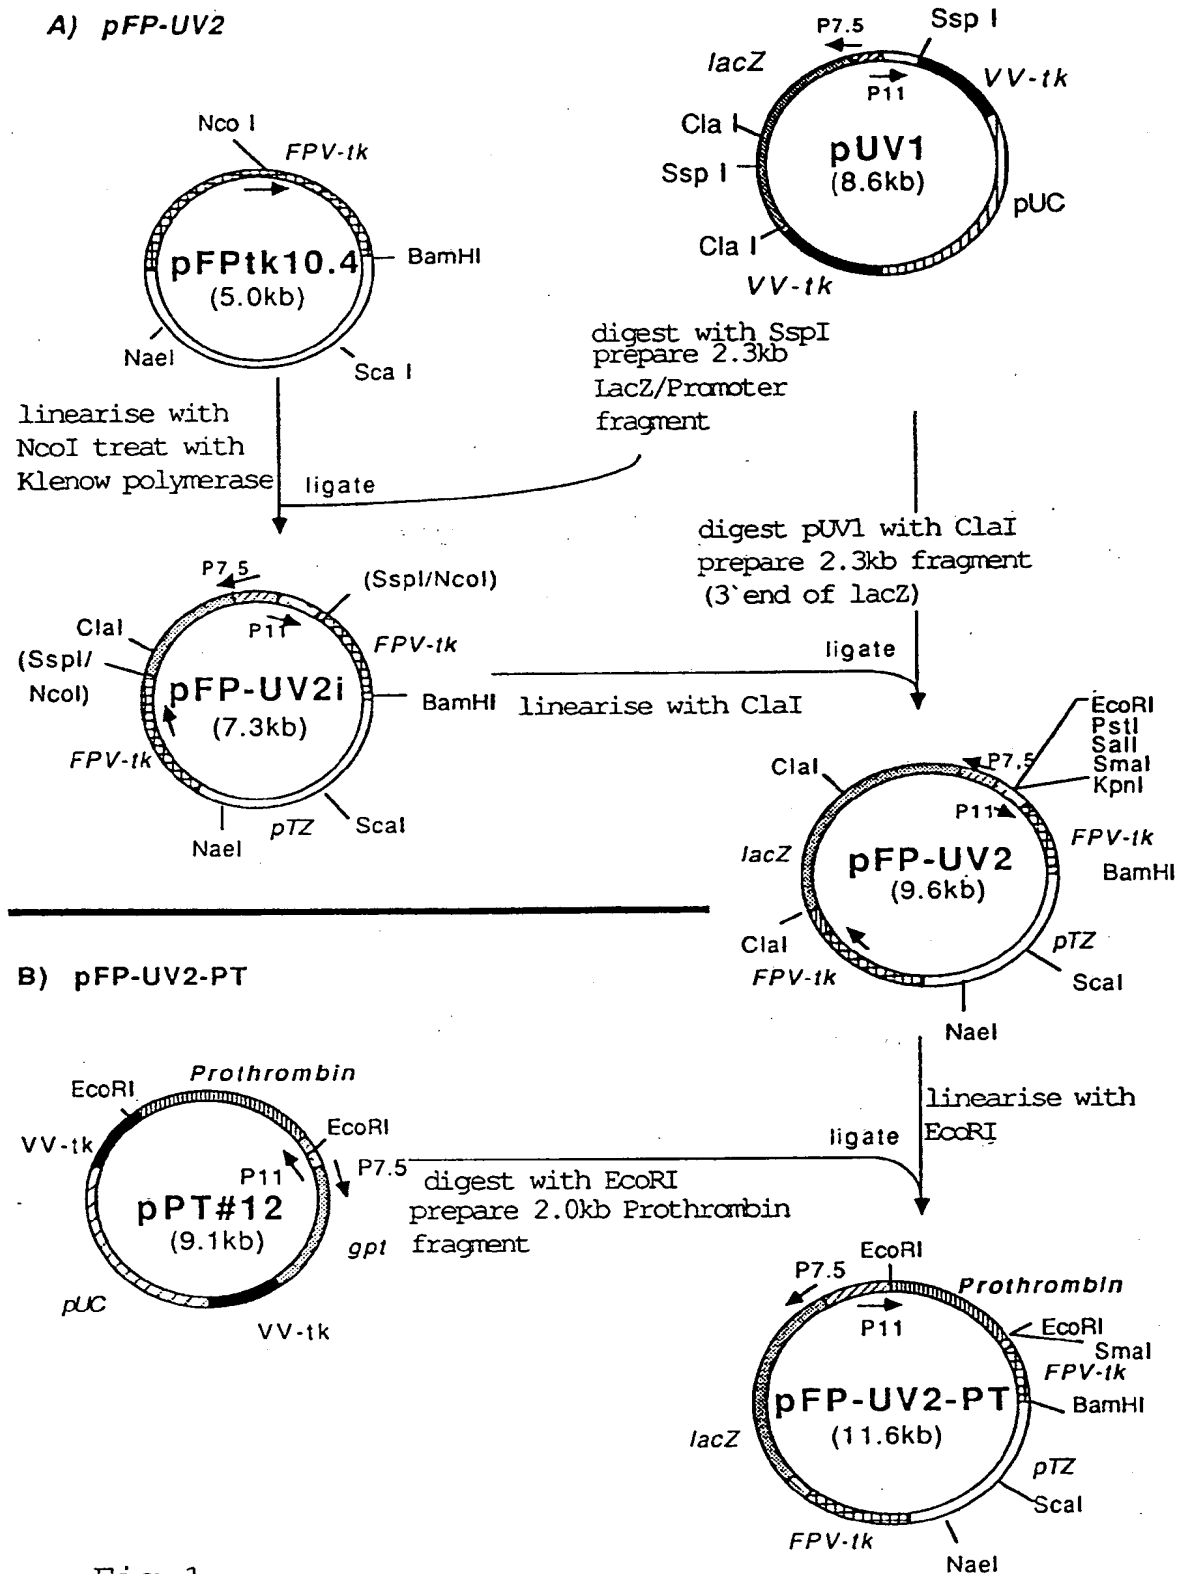 A) pFP-UV2
Nco I
FPV-tk
pFPtk10.4
(5.0kb)
BamHI
NaeI
Sca I
P7.5
Ssp I
lacZ
P11
VV-tk
Cla I
pUV1
(8.6kb)
Ssp I
pUC
Cla I
VV-tk
linearise with
NcoI treat with
Klenow polymerase
digest with SspI
prepare 2.3kb
LacZ/Promoter
fragment
ligate
digest pUV1 with ClaI
prepare 2.3kb fragment
(3`end of lacZ)
P7,5
(SspI/NcoI)
P11
ClaI
FPV-tk
(SspI/
NcoI)
pFP-UV2i
(7.3kb)
BamHI
FPV-tk
NaeI
pTZ
ScaI
ligate
linearise with ClaI
EcoRI
PstI
SalI
SmaI
KpnI
P7,5
ClaI
P11
FPV-tk
lacZ
pFP-UV2
(9.6kb)
BamHI
ClaI
pTZ
FPV-tk
ScaI
NaeI
B) pFP-UV2-PT
Prothrombin
EcoRI
EcoRI
VV-tk
P11
P7.5
pPT#12
(9.1kb)
gpt
pUC
VV-tk
digest with EcoRI
prepare 2.0kb Prothrombin
fragment
ligate
linearise with
EcoRI
EcoRI
P7.5
Prothrombin
P11
EcoRI
SmaI
FPV-tk
pFP-UV2-PT
(11.6kb)
BamHI
lacZ
pTZ
ScaI
FPV-tk
NaeI